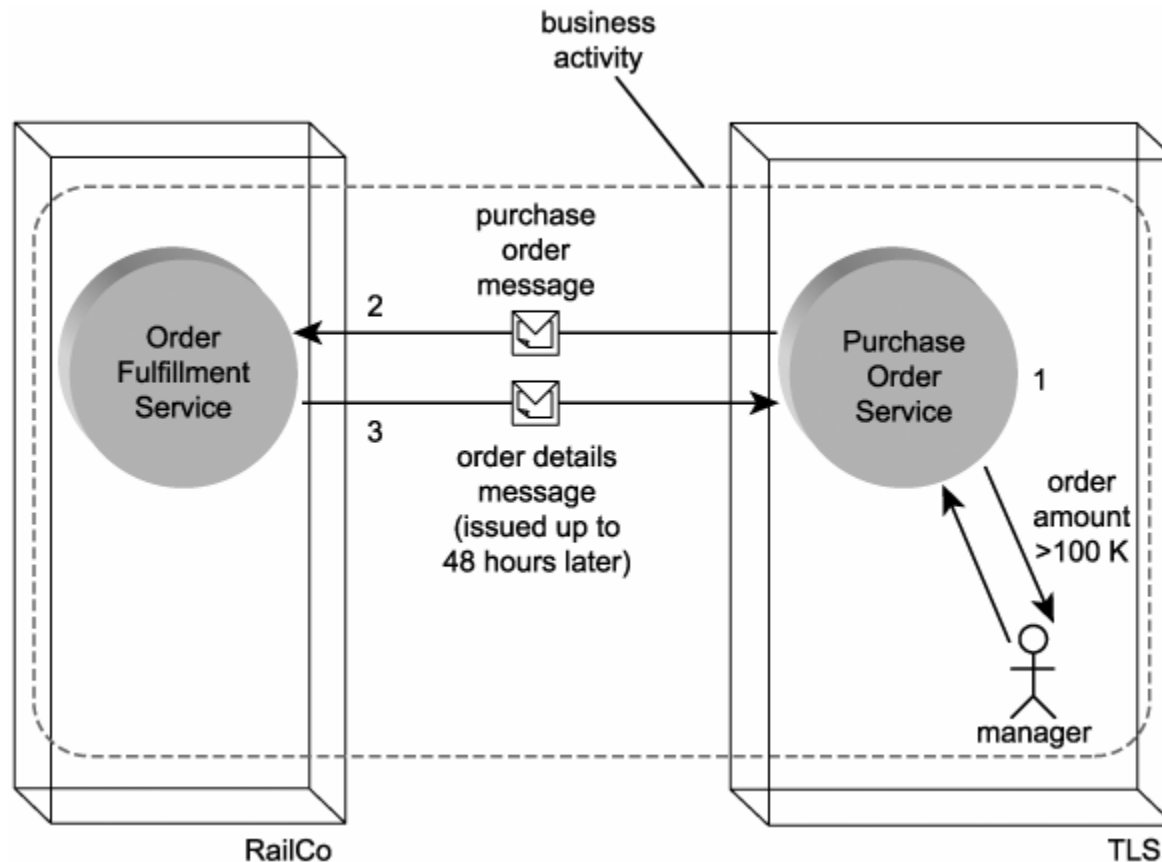 business
activity
purchase
order
message
2
Order
Fulfillment
Service
Purchase
Order
Service
1
3
order details
message
(issued up to
48 hours later)
order
amount
>100 K
manager
RailCo
TLS